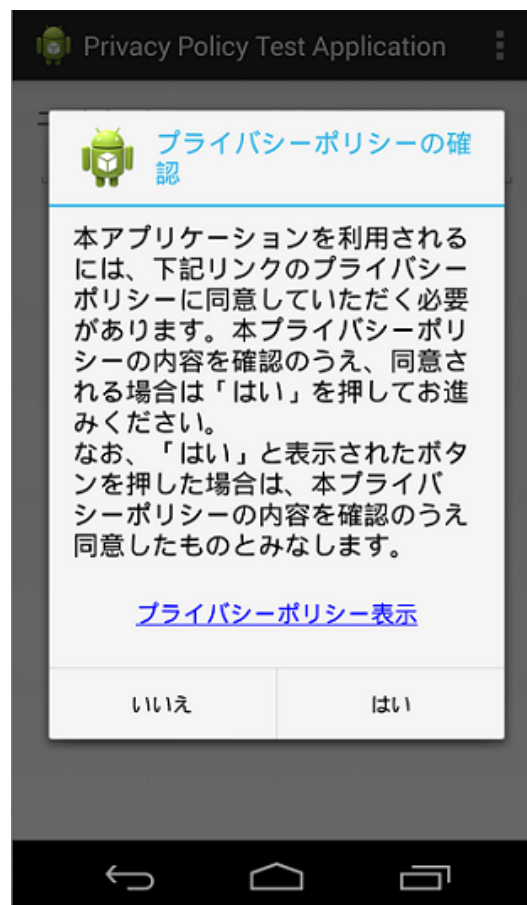 Privacy Policy Test Application
プライバシーポリシーの確
認
本アプリケーションを利用される
には、下記リンクのプライバシー
ポリシーに同意していただく必要
があります。本プライバシーポリ
シーの内容を確認のうえ、同意さ
れる場合は「はい」を押してお進
みください。
なお、「はい」と表示されたボタ
ンを押した場合は、本プライバ
シーポリシーの内容を確認のうえ
同意したものとみなします。
プライバシーポリシー表示
いいえ
はい